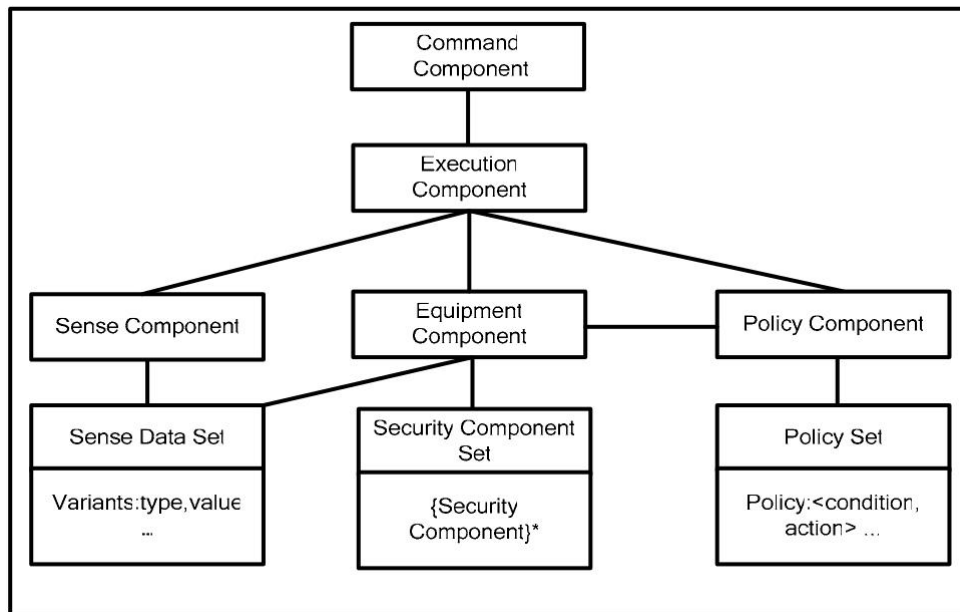 Command
Component
Execution
Component
Sense Component
Equipment
Component
Policy Component
Sense Data Set
Variants:type,value
...
Security Component
Set
{Security
Component}*
Policy Set
Policy:<condition,
action> ...